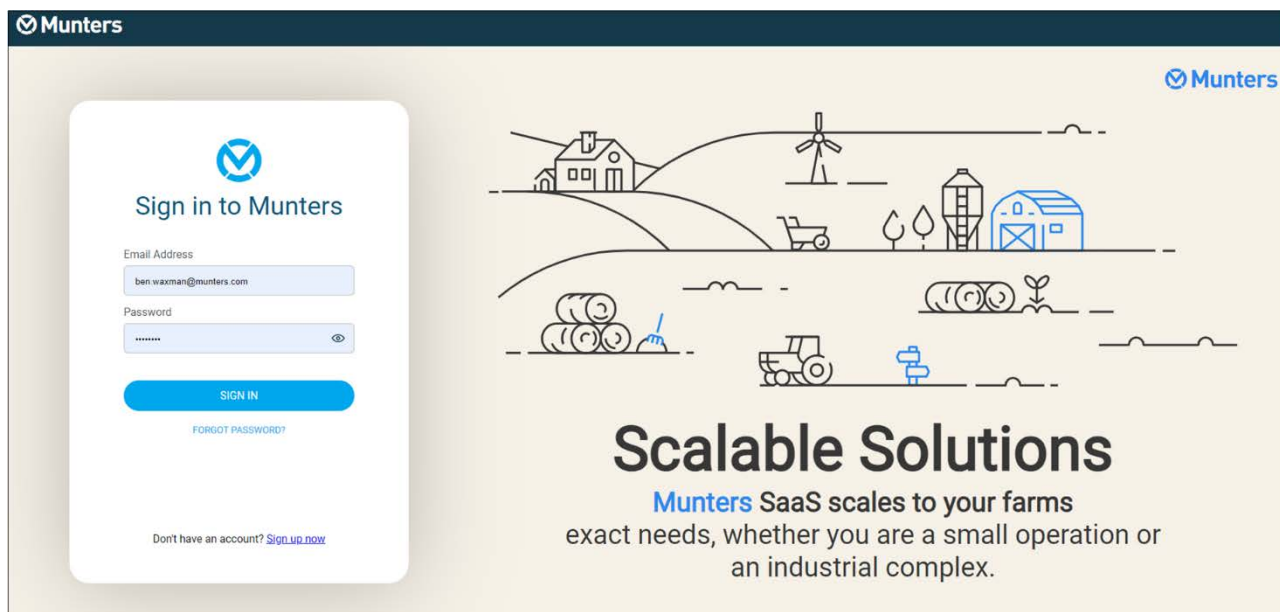 Munters
Munters
Sign in to Munters
Email Address
ben.waxman@munters.com
Password
••••••••
SIGN IN
FORGOT PASSWORD?
Don't have an account? Sign up now
Scalable Solutions
Munters SaaS scales to your farms
exact needs, whether you are a small operation or
an industrial complex.